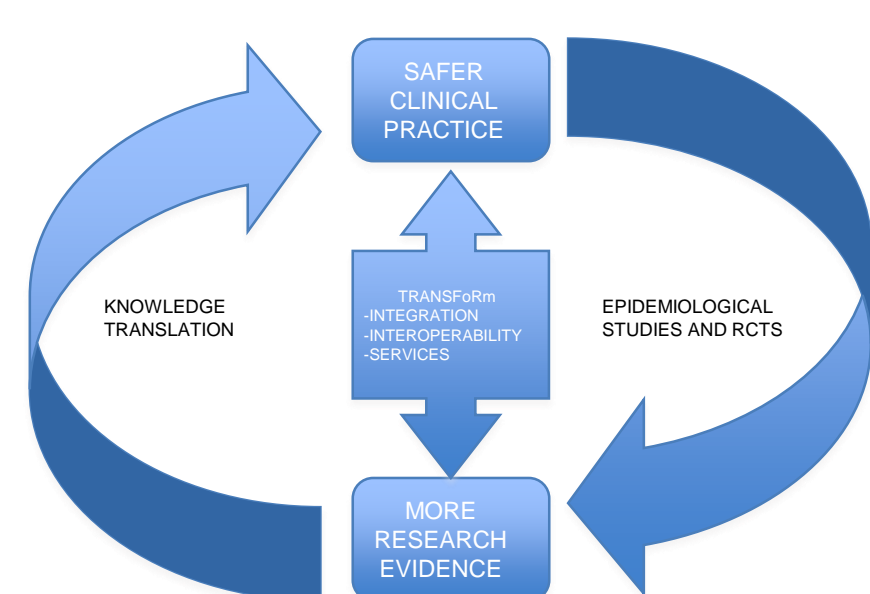 SAFER
CLINICAL
PRACTICE
KNOWLEDGE
TRANSLATION
TRANSFoRm
-INTEGRATION
-INTEROPERABILITY
-SERVICES
EPIDEMIOLOGICAL
STUDIES AND RCTS
MORE
RESEARCH
EVIDENCE